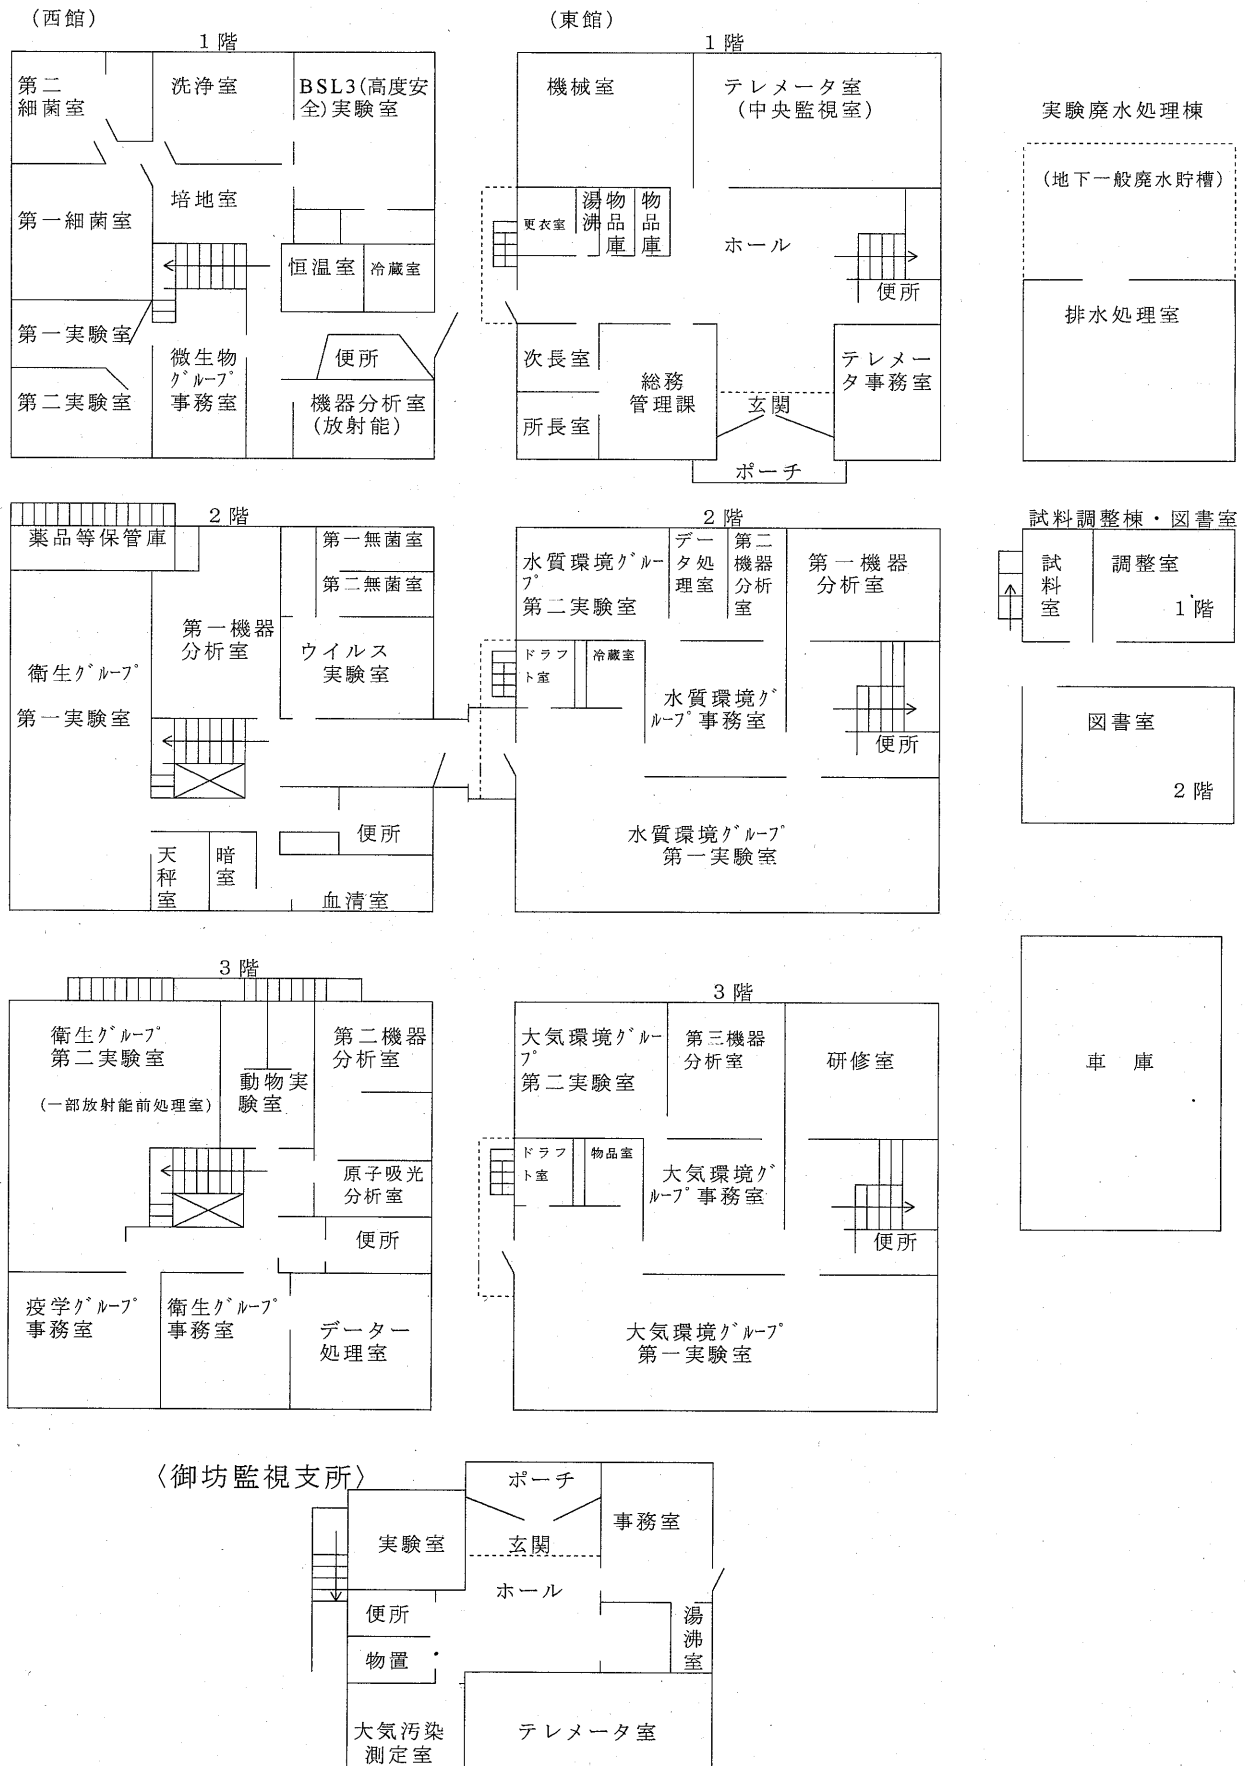 (西館)
1階
第二
細菌室
洗浄室
BSL3(高度安
全)実験室
培地室
第一細菌室
恒温室
冷蔵室
第一実験室
第二実験室
微生物
グループ
事務室
便所
機器分析室
(放射能)
(東館)
1階
機械室
テレメータ室
(中央監視室)
更衣室
湯沸
物品庫
物品庫
ホール
便所
次長室
所長室
総務
管理課
玄関
テレメー
タ事務室
ポーチ
実験廃水処理棟
(地下一般廃水貯槽)
排水処理室
2階
薬品等保管庫
第一無菌室
第二無菌室
第一機器
分析室
ウイルス
実験室
衛生グループ
第一実験室
便所
天秤室
暗室
血清室
2階
水質環境グルー
プ
第二実験室
データ処理室
第二機器分析室
第一機器
分析室
ドラフ
ト室
冷蔵室
水質環境グ
ループ事務室
便所
水質環境グループ
第一実験室
試料調整棟・図書室
試料室
調整室
1階
図書室
2階
3階
衛生グループ
第二実験室
(一部放射能前処理室)
動物実
験室
第二機器
分析室
原子吸光
分析室
便所
疫学グループ
事務室
衛生グループ
事務室
データー
処理室
3階
大気環境グルー
プ
第二実験室
第三機器
分析室
研修室
ドラフ
ト室
物品室
大気環境グ
ループ事務室
便所
大気環境グループ
第一実験室
車庫
〈御坊監視支所〉
ポーチ
実験室
玄関
事務室
ホール
便所
物置
湯沸室
大気汚染
測定室
テレメータ室